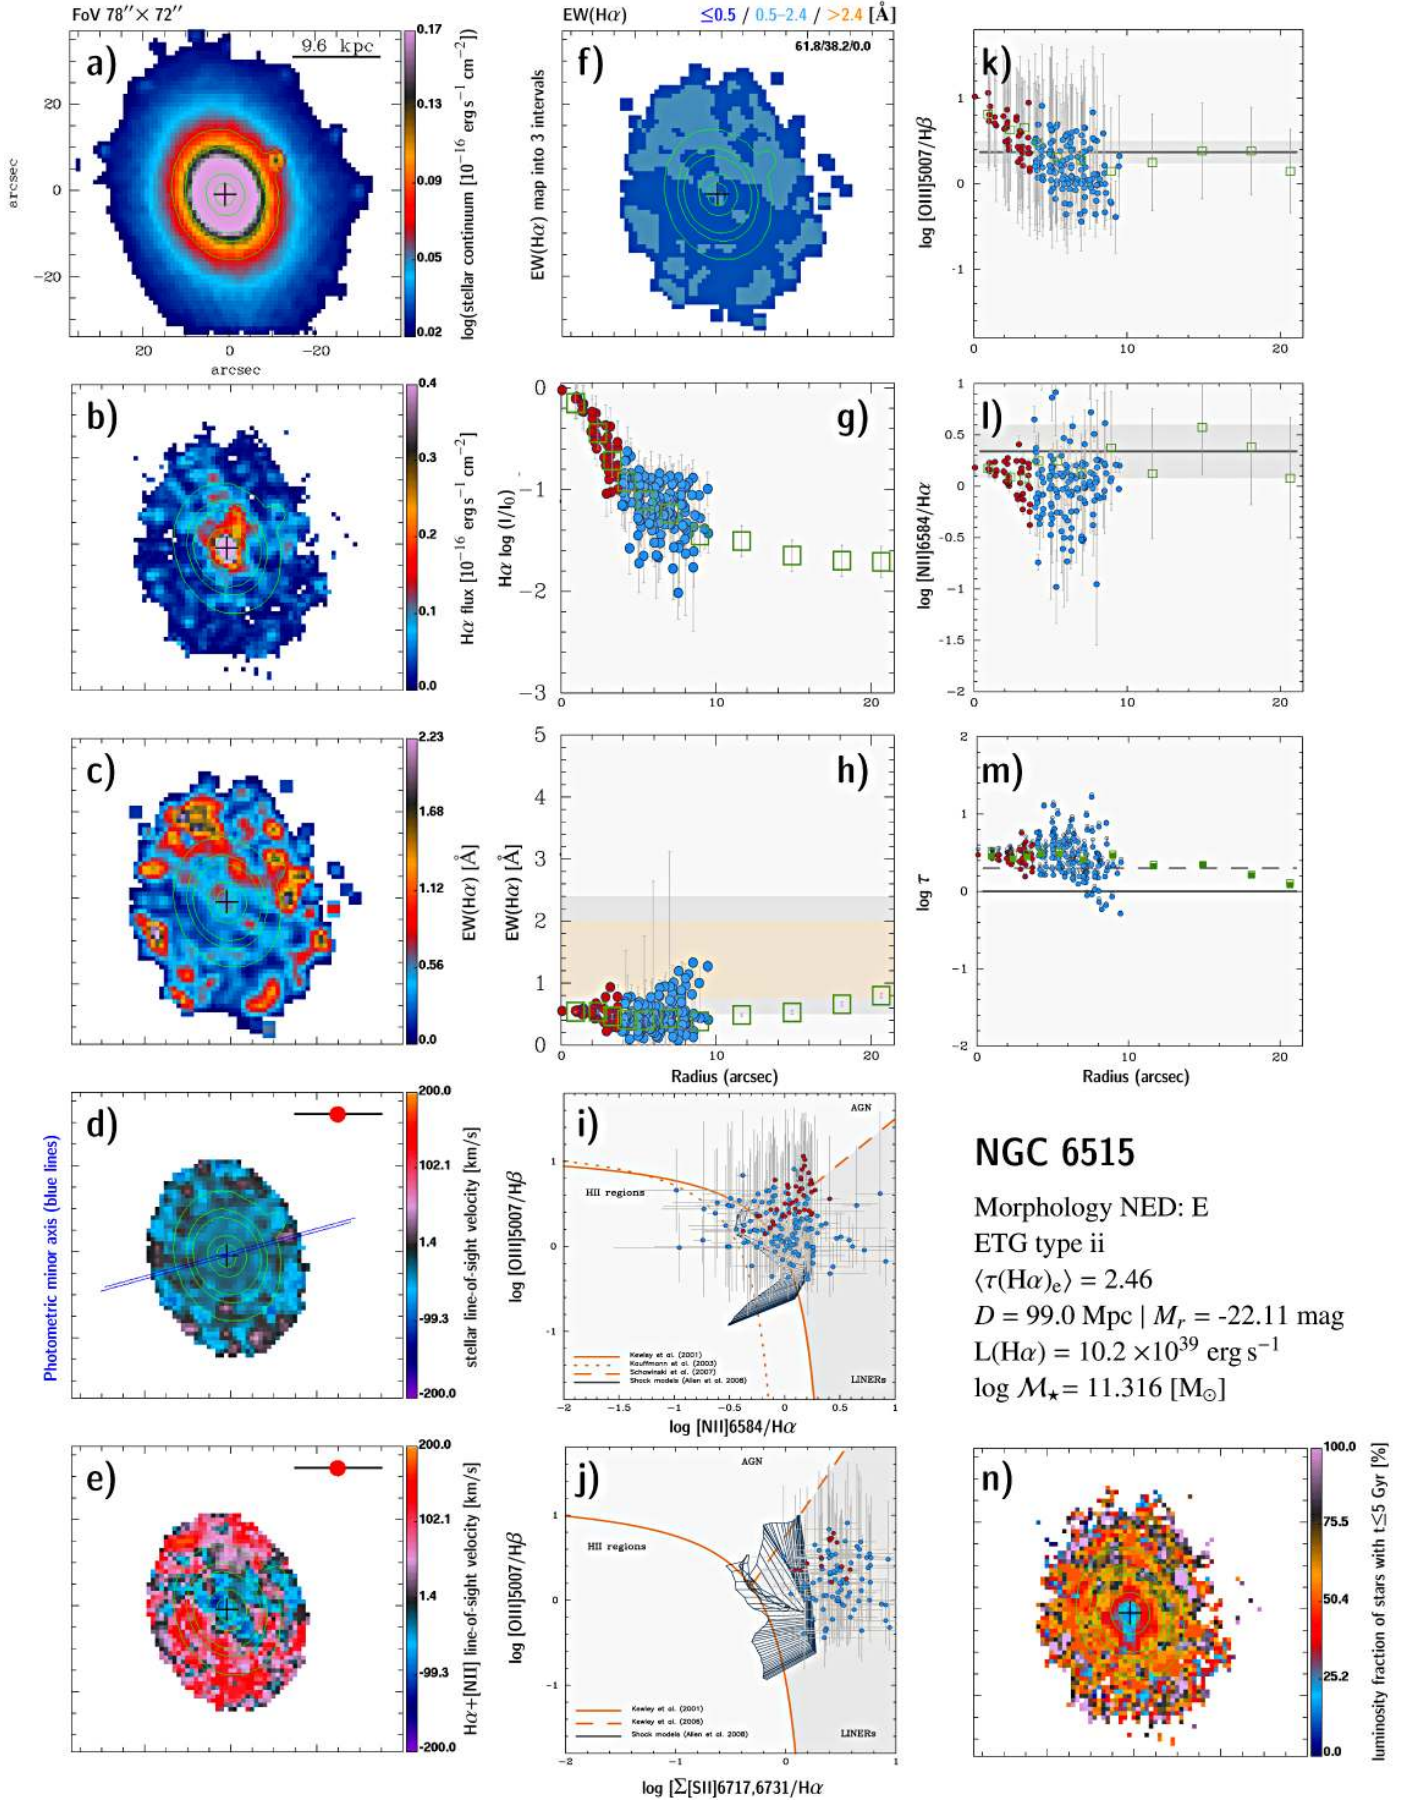 FoV 78′′× 72′′
a)
9.6 kpc
arcsec
20
0
−20
20
0
−20
arcsec
0.17
0.13
0.09
0.05
0.02
log(stellar continuum [10⁻¹⁶ erg s⁻¹ cm⁻²])
EW(Hα)
≤0.5 / 0.5–2.4 / >2.4 [Å]
f)
61.8/38.2/0.0
EW(Hα) map into 3 intervals
k)
log [OIII]5007/Hβ
1
0
-1
0
10
20
b)
0.4
0.3
0.2
0.1
0.0
Hα flux [10⁻¹⁶ erg s⁻¹ cm⁻²]
g)
Hα log (I/I₀)
0
−1
−2
−3
0
10
20
l)
log [NII]6584/Hα
1
0.5
0
-0.5
-1
-1.5
−2
0
10
20
c)
2.23
1.68
1.12
0.56
0.0
EW(Hα) [Å]
h)
EW(Hα) [Å]
5
4
3
2
1
0
0
10
20
Radius (arcsec)
m)
log τ
2
1
0
-1
-2
0
10
20
Radius (arcsec)
Photometric minor axis (blue lines)
d)
200.0
102.1
1.4
-99.3
-200.0
stellar line-of-sight velocity [km/s]
i)
AGN
HII regions
LINERs
Kewley et al. (2001)
Kauffmann et al. (2003)
Schawinski et al. (2007)
Shock models (Allen et al. 2008)
log [OIII]5007/Hβ
1
0
-1
-2
-1.5
-1
-0.5
0
0.5
1
log [NII]6584/Hα
NGC 6515
Morphology NED: E
ETG type ii
⟨τ(Hα)ₑ⟩ = 2.46
D = 99.0 Mpc | Mᵣ = -22.11 mag
L(Hα) = 10.2 ×10³⁹ erg s⁻¹
log ℳ⋆= 11.316 [M⊙]
e)
200.0
102.1
1.4
-99.3
-200.0
Hα+[NII] line-of-sight velocity [km/s]
j)
AGN
HII regions
LINERs
Kewley et al. (2001)
Kewley et al. (2006)
Shock models (Allen et al. 2008)
log [OIII]5007/Hβ
1
0
-1
-2
-1
0
1
log [Σ[SII]6717,6731/Hα
n)
100.0
75.5
50.4
25.2
0.0
luminosity fraction of stars with t≤5 Gyr [%]